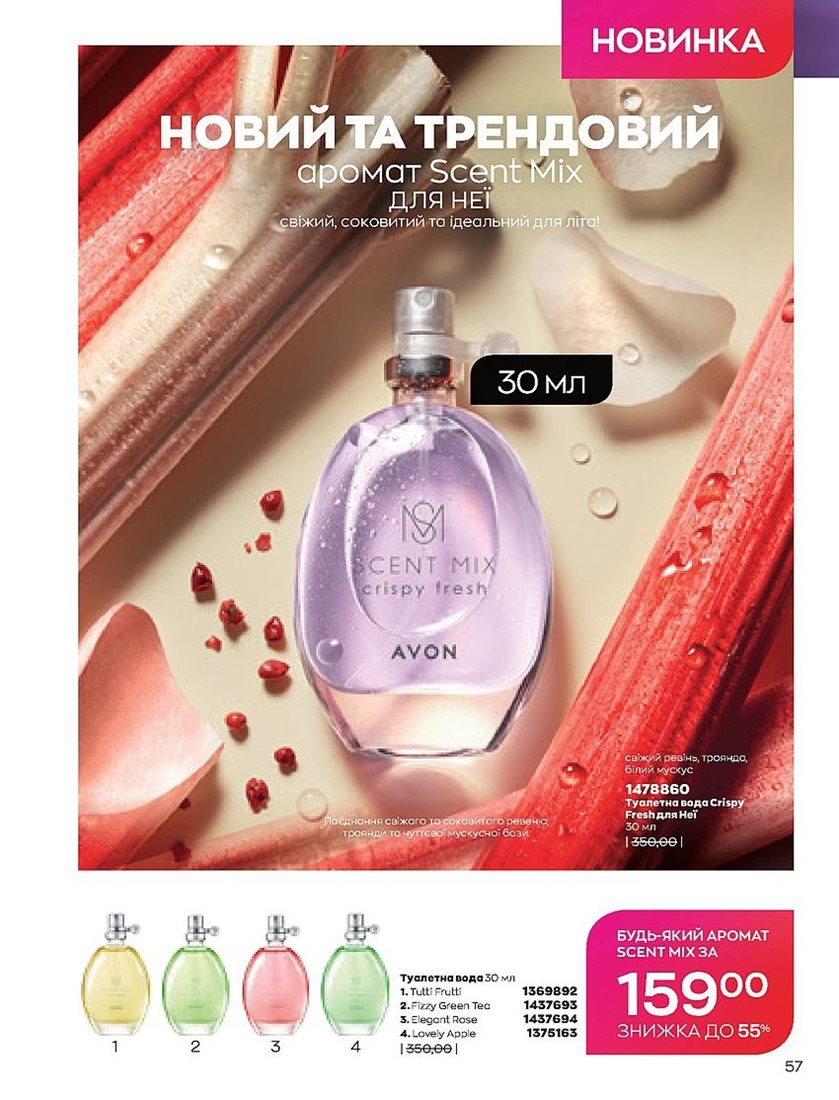 НОВИНКА
НОВИЙ ТА ТРЕНДОВИЙ
аромат Scent Mix
ДЛЯ НЕЇ
свіжий, соковитий та ідеальний для літа!
30 МЛ
SM
SCENT MIX
crispy fresh
AVON
свіжий ревінь, троянда,
білий мускус
1478860
Туалетна вода Crispy
Fresh для Неї
30 мл
| 350,00 |
Поєднання свіжого та соковитого ревеню,
троянди та чуттєвої мускусної бази.
1
2
3
4
Туалетна вода 30 мл
1. Tutti Frutti 1369892
2. Fizzy Green Tea 1437693
3. Elegant Rose 1437694
4. Lovely Apple 1375163
| 350,00 |
БУДЬ-ЯКИЙ АРОМАТ
SCENT MIX ЗА
159⁰⁰
ЗНИЖКА ДО 55%
57